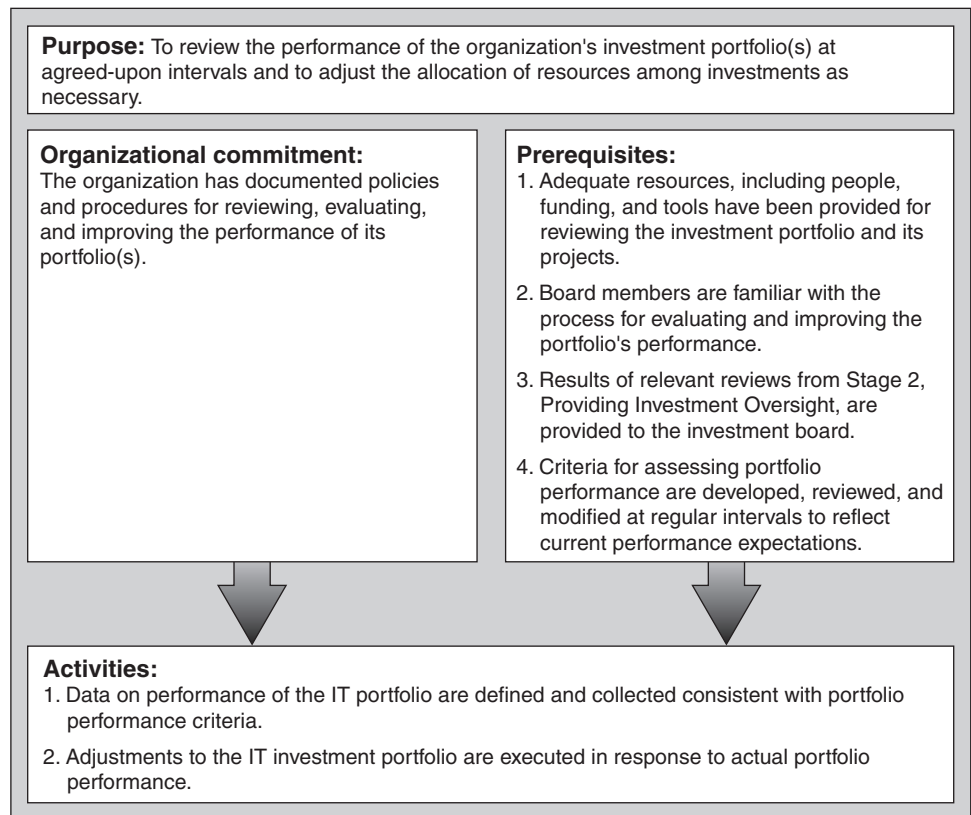 Purpose: To review the performance of the organization's investment portfolio(s) at
agreed-upon intervals and to adjust the allocation of resources among investments as
necessary.
Organizational commitment:
The organization has documented policies
and procedures for reviewing, evaluating,
and improving the performance of its
portfolio(s).
Prerequisites:
1. Adequate resources, including people,
funding, and tools have been provided for
reviewing the investment portfolio and its
projects.
2. Board members are familiar with the
process for evaluating and improving the
portfolio's performance.
3. Results of relevant reviews from Stage 2,
Providing Investment Oversight, are
provided to the investment board.
4. Criteria for assessing portfolio
performance are developed, reviewed, and
modified at regular intervals to reflect
current performance expectations.
Activities:
1. Data on performance of the IT portfolio are defined and collected consistent with portfolio
performance criteria.
2. Adjustments to the IT investment portfolio are executed in response to actual portfolio
performance.